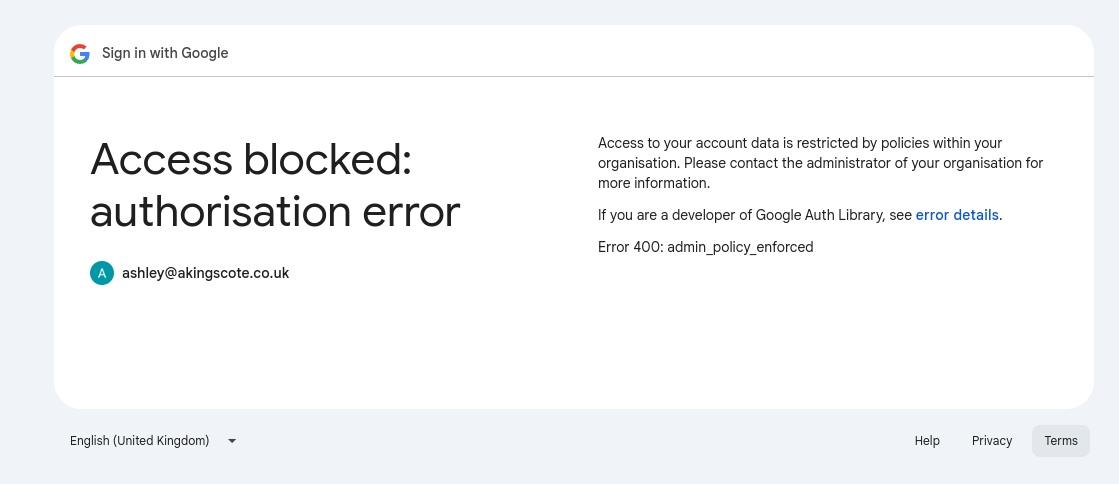 Sign in with Google
Access blocked:
authorisation error
A
ashley@akingscote.co.uk
Access to your account data is restricted by policies within your
organisation. Please contact the administrator of your organisation for
more information.
If you are a developer of Google Auth Library, see error details.
Error 400: admin_policy_enforced
English (United Kingdom)
Help
Privacy
Terms